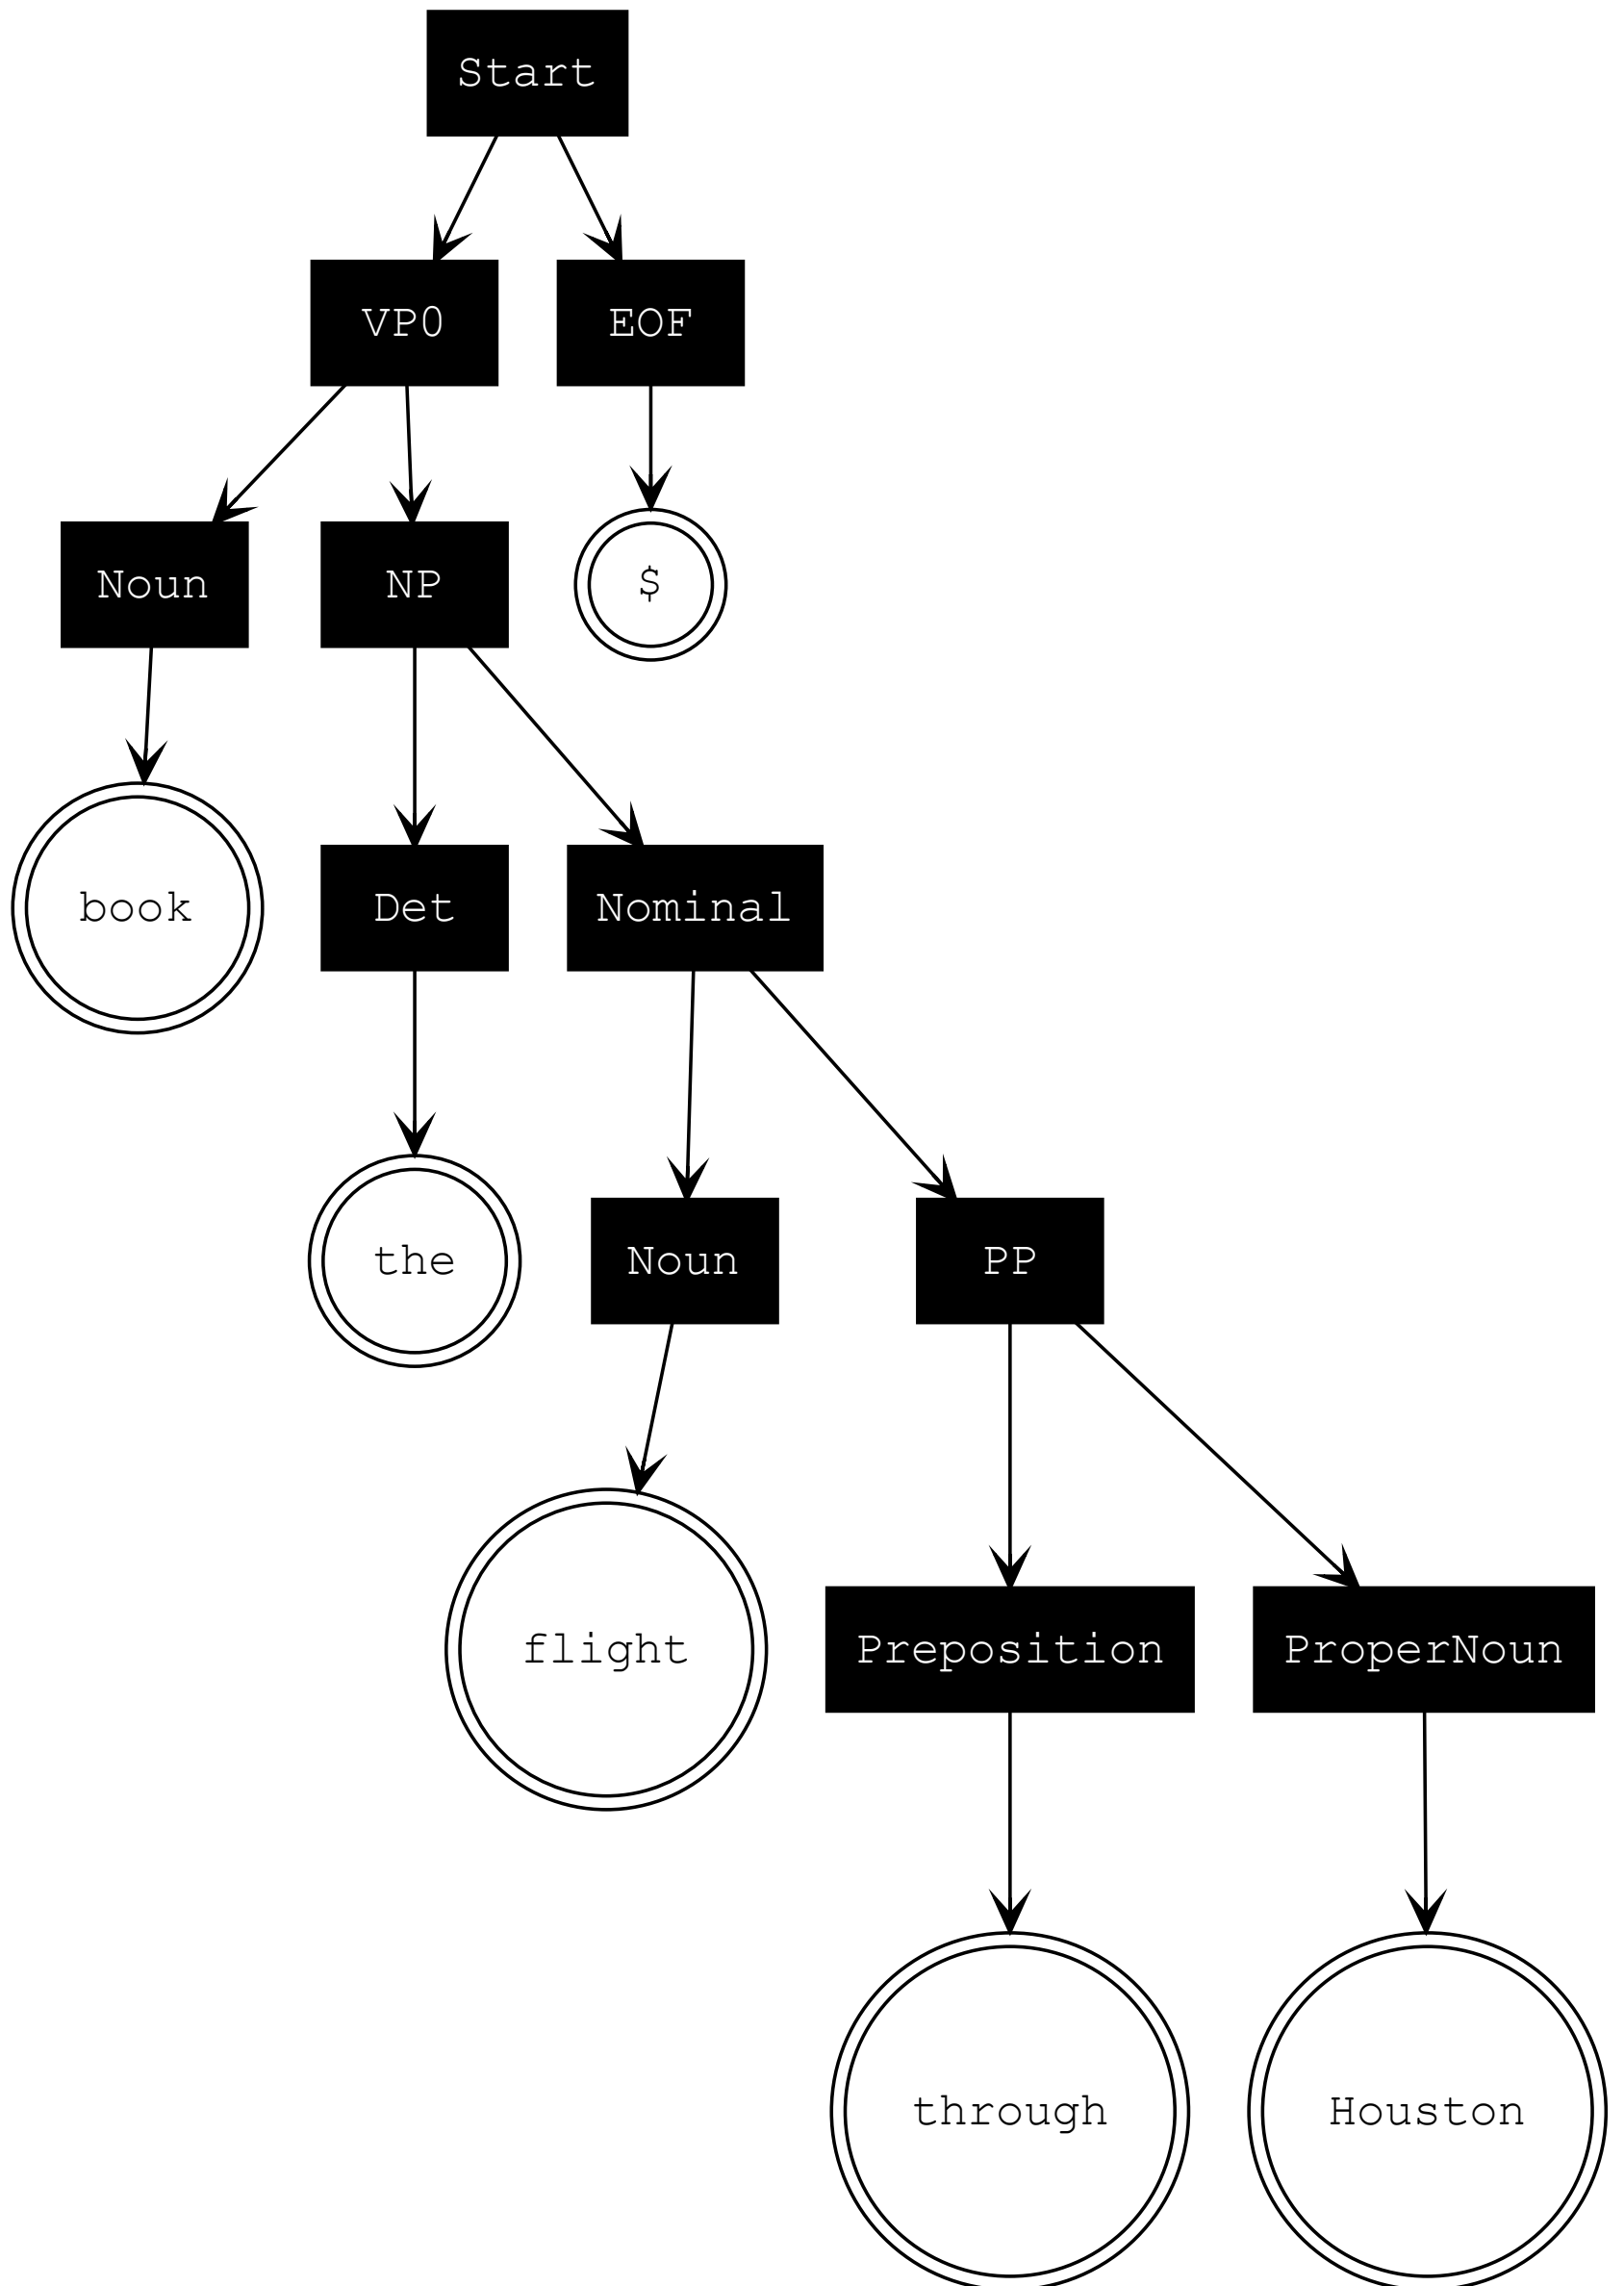 Start
VP0 EOF
Noun NP $
book Det Nominal
the Noun PP
flight Preposition ProperNoun
through Houston